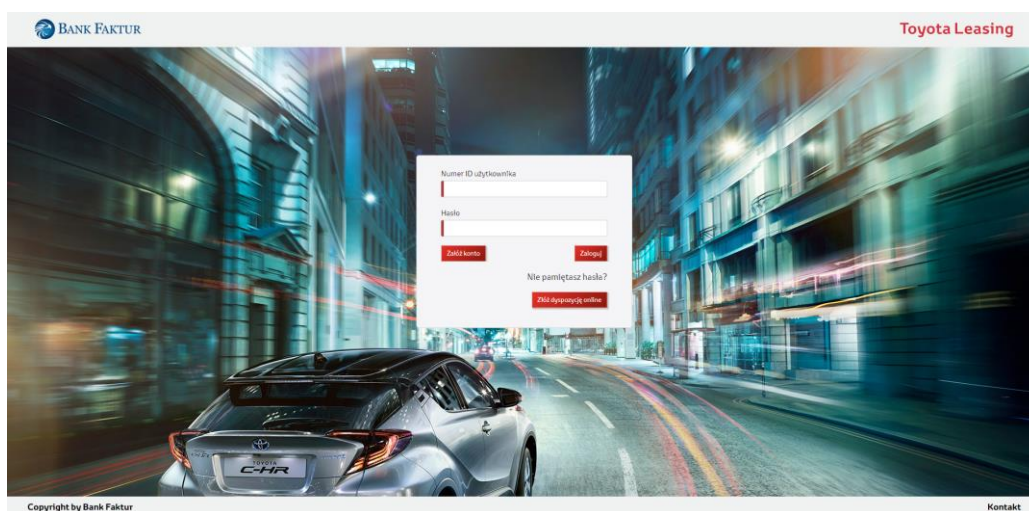 BANK FAKTUR
Toyota Leasing
Numer ID użytkownika
Hasło
Załóż konto
Zaloguj
Nie pamiętasz hasła?
Złóż dyspozycję online
TOYOTA
C-HR
Copyright by Bank Faktur
Kontakt